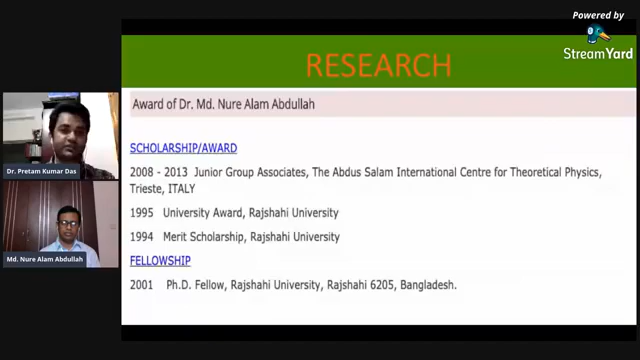 Powered by
StreamYard
RESEARCH
Award of Dr. Md. Nure Alam Abdullah
SCHOLARSHIP/AWARD
2008 - 2013 Junior Group Associates, The Abdus Salam International Centre for Theoretical Physics,
Trieste, ITALY
1995 University Award, Rajshahi University
1994 Merit Scholarship, Rajshahi University
FELLOWSHIP
2001 Ph.D. Fellow, Rajshahi University, Rajshahi 6205, Bangladesh.
Dr. Pretam Kumar Das
Md. Nure Alam Abdullah